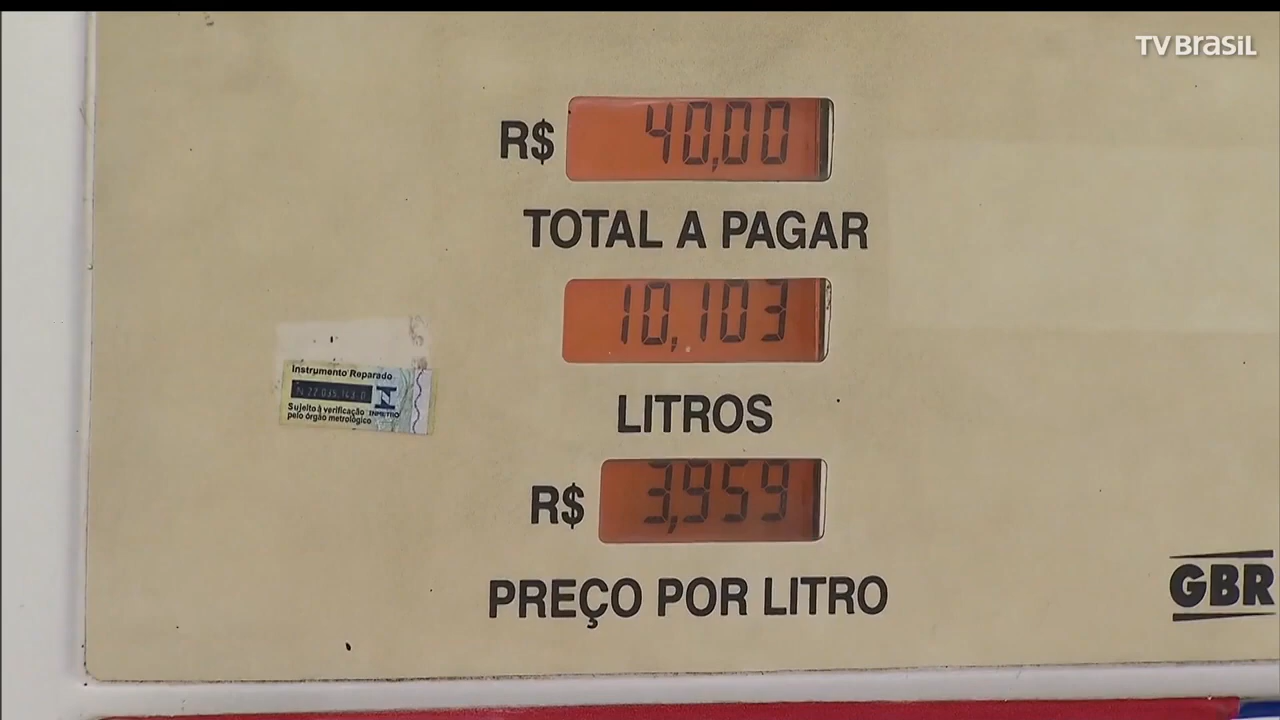 TV BRASIL
R$ 40,00
TOTAL A PAGAR
10,103
LITROS
Instrumento Reparado
Sujeito à verificação
pelo órgão metrológico
INMETRO
R$ 3,959
PREÇO POR LITRO
GBR